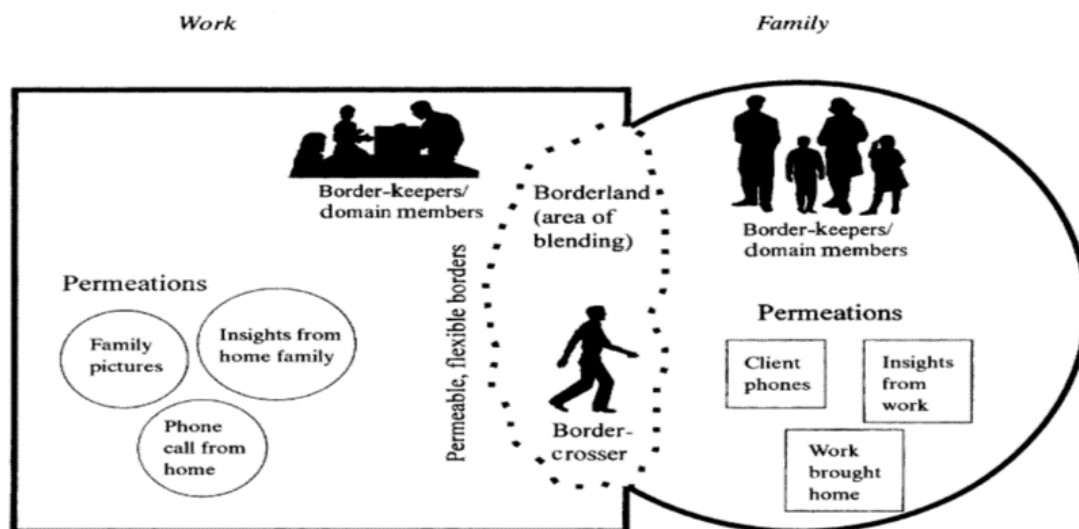 Work
Family
Border-keepers/
domain members
Borderland
(area of
blending)
Border-keepers/
domain members
Permeable, flexible borders
Permeations
Family
pictures
Insights from
home family
Phone
call from
home
Border-
crosser
Permeations
Client
phones
Insights
from
work
Work
brought
home